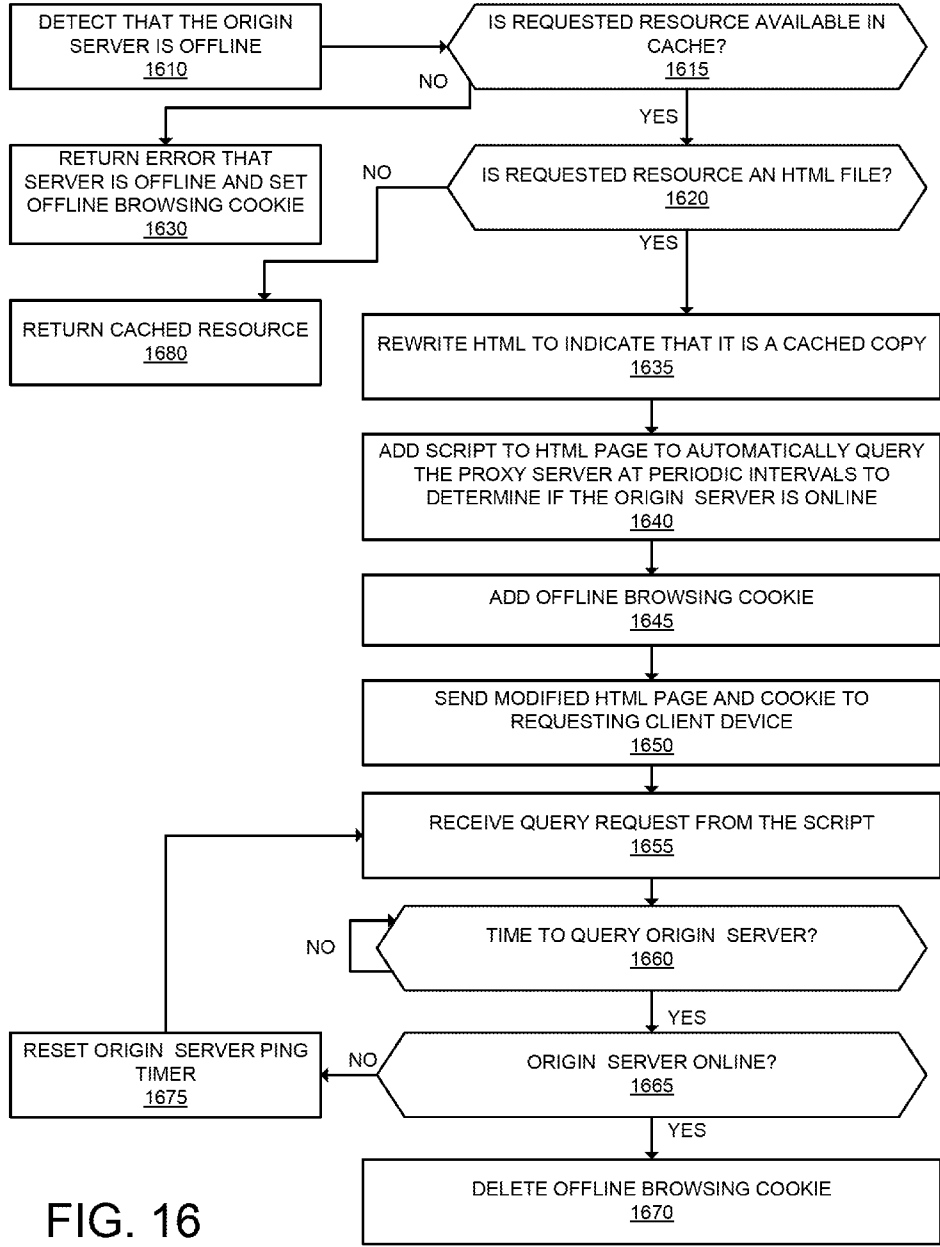 DETECT THAT THE ORIGIN
SERVER IS OFFLINE
1610
IS REQUESTED RESOURCE AVAILABLE IN
CACHE?
1615
NO
YES
RETURN ERROR THAT
SERVER IS OFFLINE AND SET
OFFLINE BROWSING COOKIE
1630
NO
IS REQUESTED RESOURCE AN HTML FILE?
1620
YES
RETURN CACHED RESOURCE
1680
REWRITE HTML TO INDICATE THAT IT IS A CACHED COPY
1635
ADD SCRIPT TO HTML PAGE TO AUTOMATICALLY QUERY
THE PROXY SERVER AT PERIODIC INTERVALS TO
DETERMINE IF THE ORIGIN SERVER IS ONLINE
1640
ADD OFFLINE BROWSING COOKIE
1645
SEND MODIFIED HTML PAGE AND COOKIE TO
REQUESTING CLIENT DEVICE
1650
RECEIVE QUERY REQUEST FROM THE SCRIPT
1655
NO
TIME TO QUERY ORIGIN SERVER?
1660
YES
RESET ORIGIN SERVER PING
TIMER
1675
NO
ORIGIN SERVER ONLINE?
1665
YES
DELETE OFFLINE BROWSING COOKIE
1670
FIG. 16